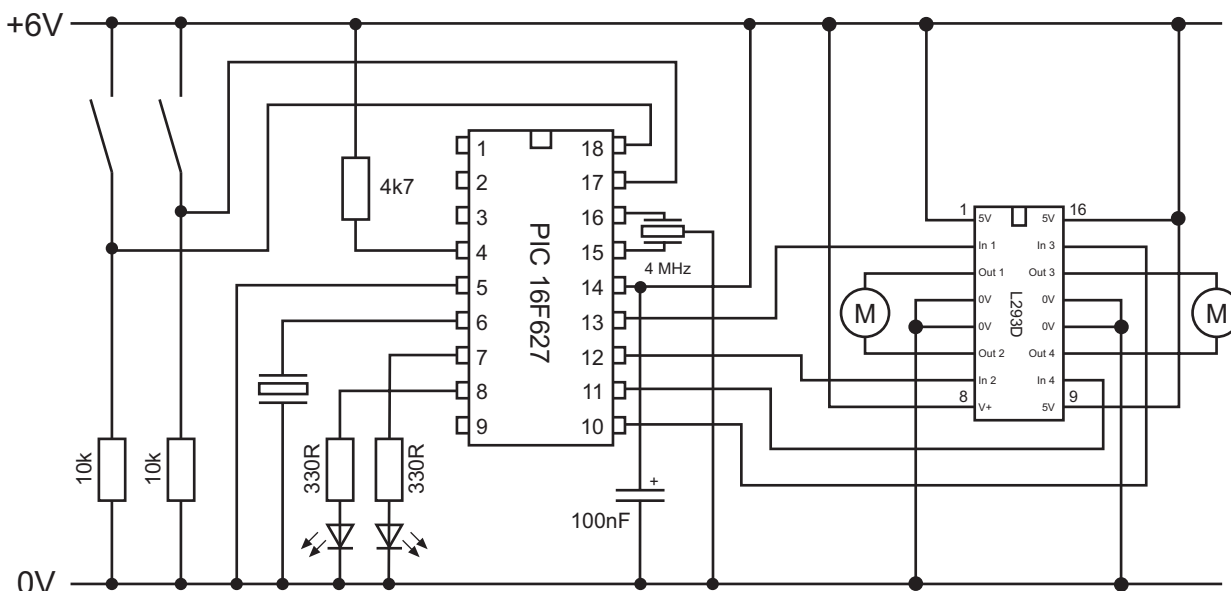 +6V
4k7
1
2
3
4
5
6
7
8
9
PIC 16F627
18
17
16
15
14
13
12
11
10
4 MHz
10k
10k
330R
330R
100nF
+
M
1
8
5V
In 1
Out 1
0V
0V
Out 2
In 2
V+
L293D
5V
In 3
Out 3
0V
0V
Out 4
In 4
5V
16
9
M
0V